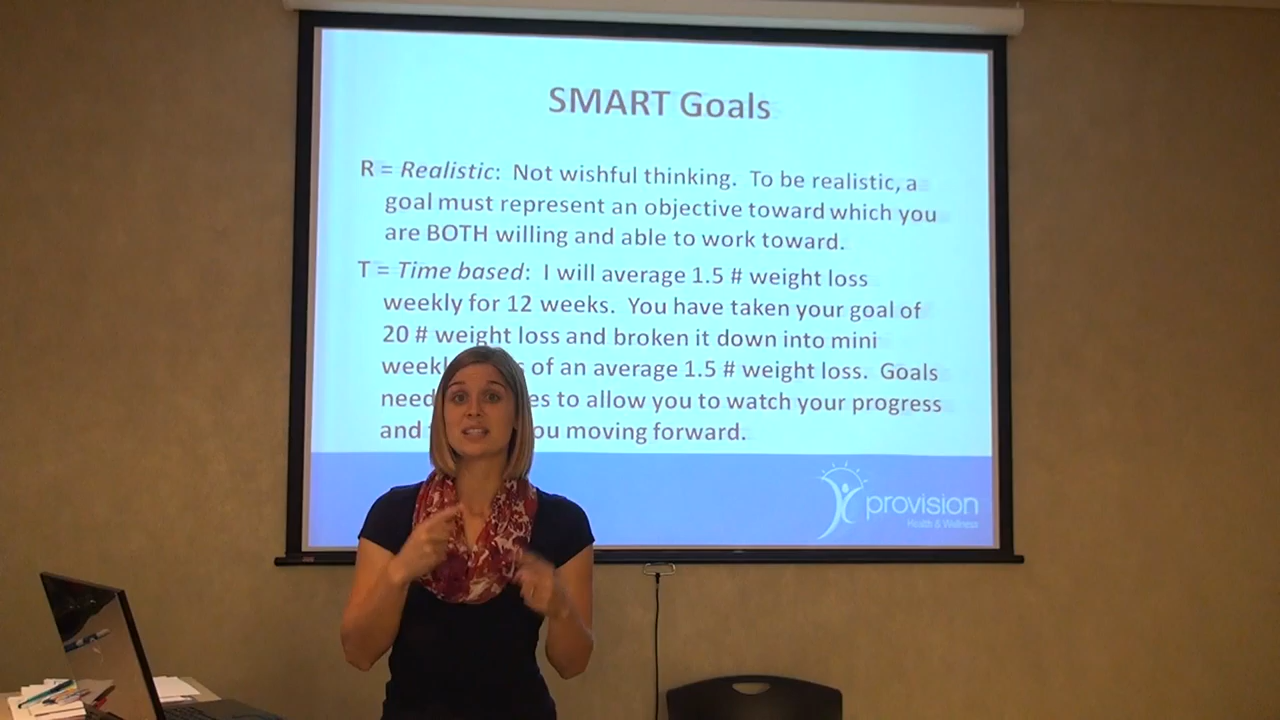 SMART Goals
R = Realistic: Not wishful thinking. To be realistic, a
goal must represent an objective toward which you
are BOTH willing and able to work toward.
T = Time based: I will average 1.5 # weight loss
weekly for 12 weeks. You have taken your goal of
20 # weight loss and broken it down into mini
of an average 1.5 # weight loss. Goals
need to allow you to watch your progress
and moving forward.
provision
Health & Wellness